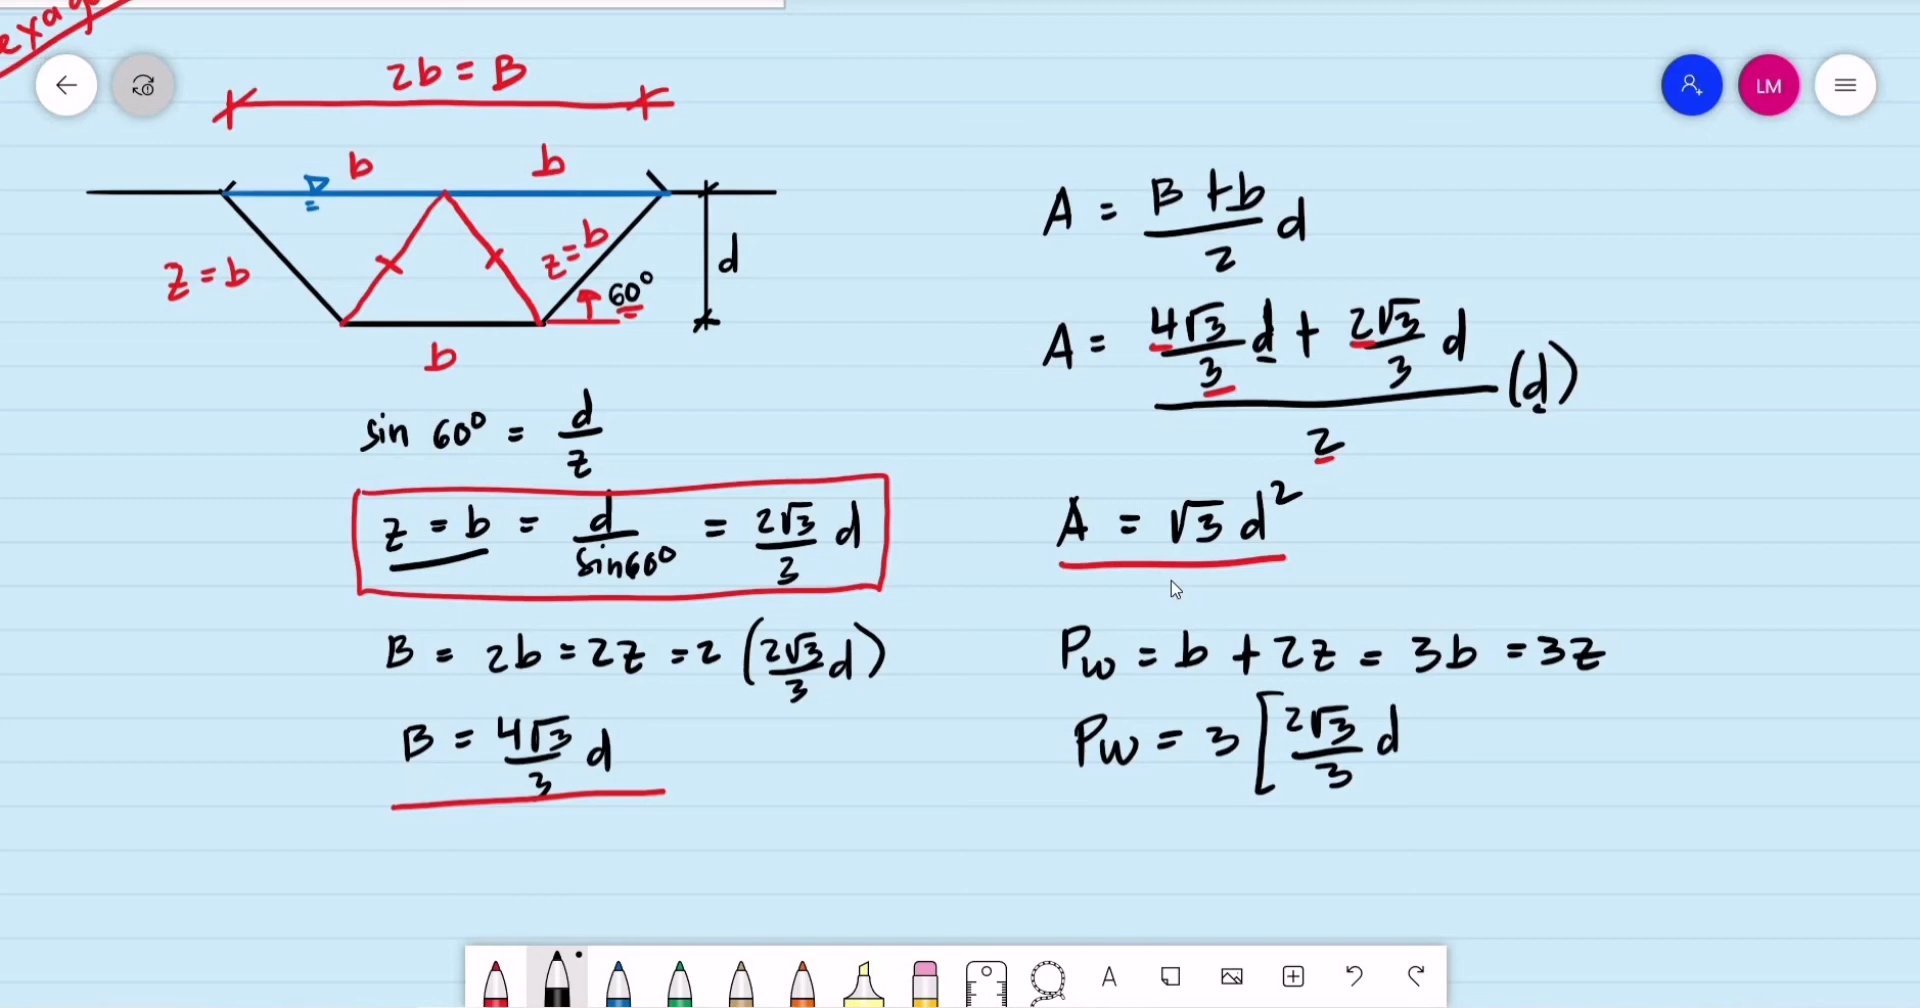 exag
2b = B
b b
z = b z = b 60° d
b
sin 60° = d/z
z = b = d/sin60° = 2√3/3 d
B = 2b = 2z = 2 (2√3/3 d)
B = 4√3/3 d
A = B + b/2 d
A = 4√3/3 d + 2√3/3 d/2 (d)
A = √3 d²
Pw = b + 2z = 3b = 3z
Pw = 3 [2√3/3 d
LM
A